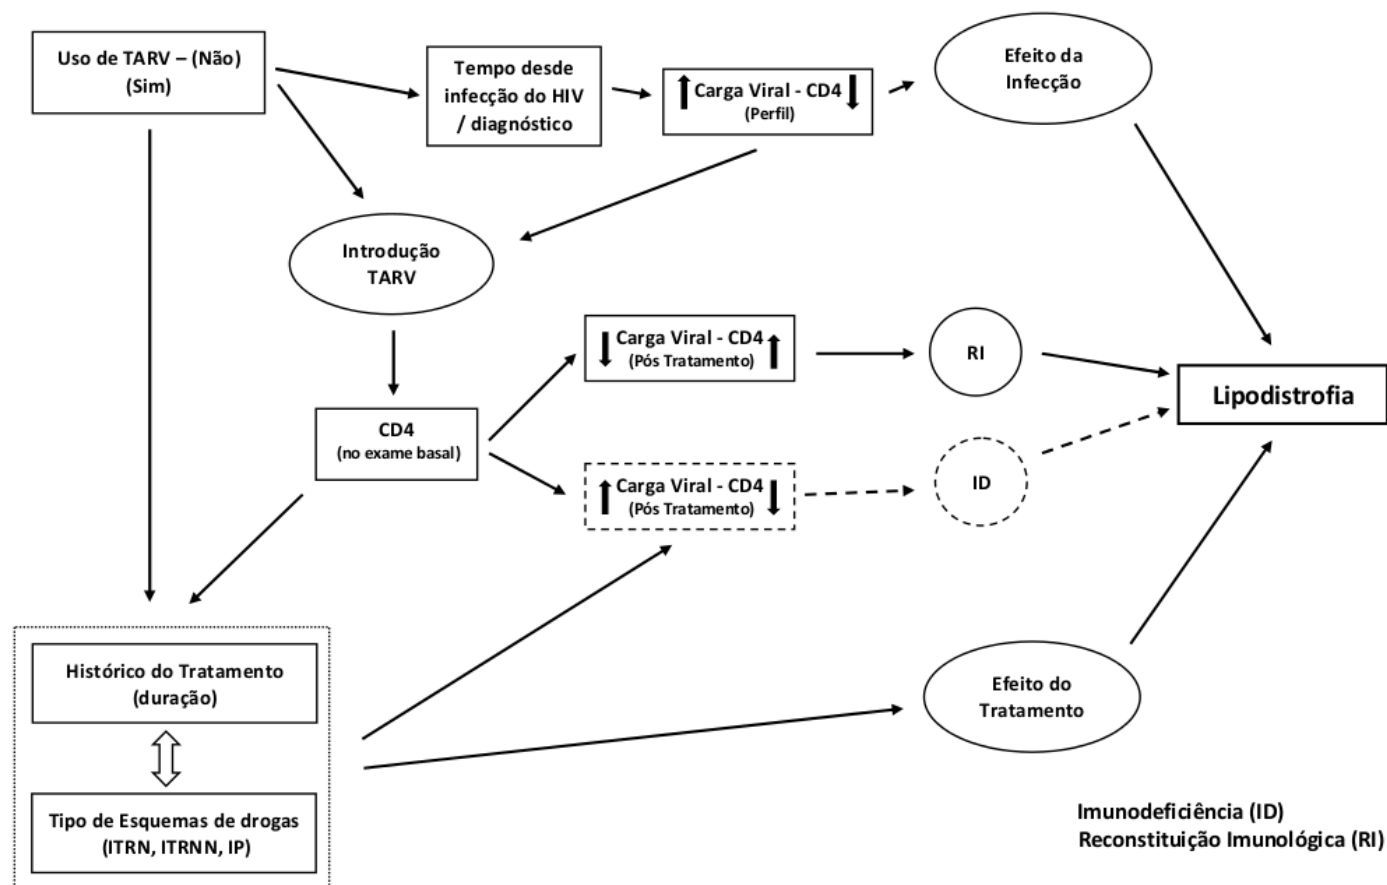 Uso de TARV – (Não)
(Sim)
Tempo desde
infecção do HIV
/ diagnóstico
Carga Viral - CD4
(Perfil)
Efeito da
Infecção
Introdução
TARV
Carga Viral - CD4
(Pós Tratamento)
RI
Lipodistrofia
CD4
(no exame basal)
Carga Viral - CD4
(Pós Tratamento)
ID
Histórico do Tratamento
(duração)
Efeito do
Tratamento
Tipo de Esquemas de drogas
(ITRN, ITRNN, IP)
Imunodeficiência (ID)
Reconstituição Imunológica (RI)